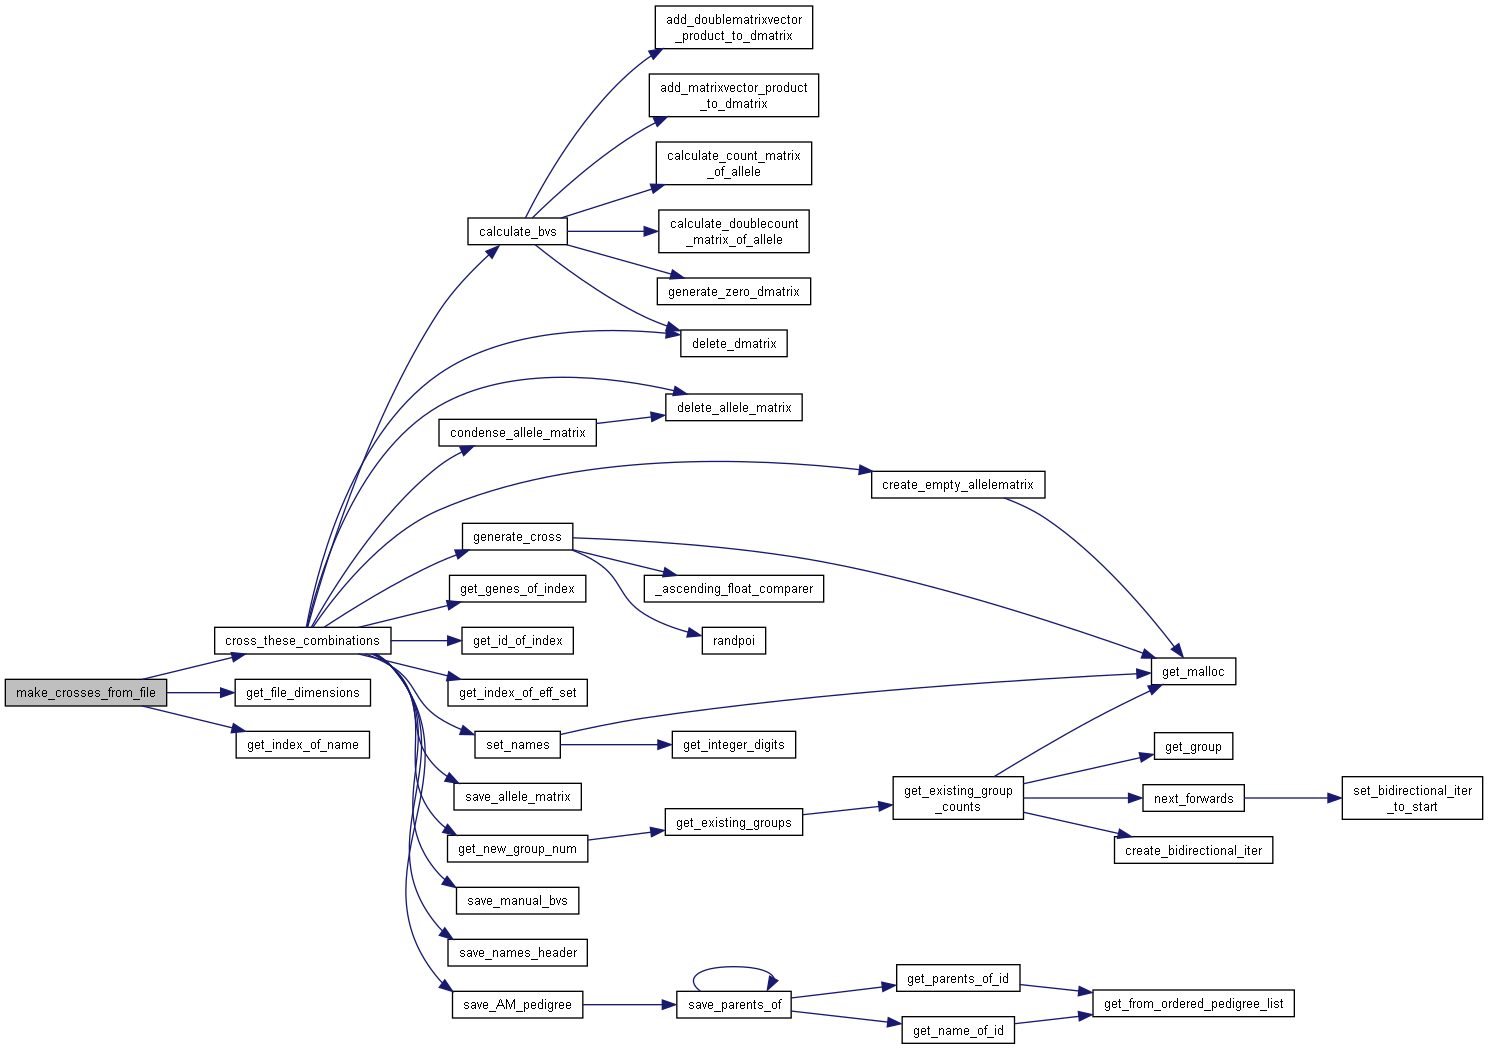 add_doublematrixvector
_product_to_dmatrix
add_matrixvector_product
_to_dmatrix
calculate_count_matrix
_of_allele
calculate_doublecount
_matrix_of_allele
calculate_bvs
generate_zero_dmatrix
delete_dmatrix
delete_allele_matrix
condense_allele_matrix
create_empty_allelematrix
generate_cross
_ascending_float_comparer
get_genes_of_index
cross_these_combinations
get_id_of_index
randpoi
get_malloc
make_crosses_from_file
get_file_dimensions
get_index_of_eff_set
get_index_of_name
set_names
get_integer_digits
get_group
save_allele_matrix
get_existing_group
_counts
next_forwards
set_bidirectional_iter
_to_start
get_existing_groups
get_new_group_num
create_bidirectional_iter
save_manual_bvs
save_names_header
get_parents_of_id
save_AM_pedigree
save_parents_of
get_from_ordered_pedigree_list
get_name_of_id